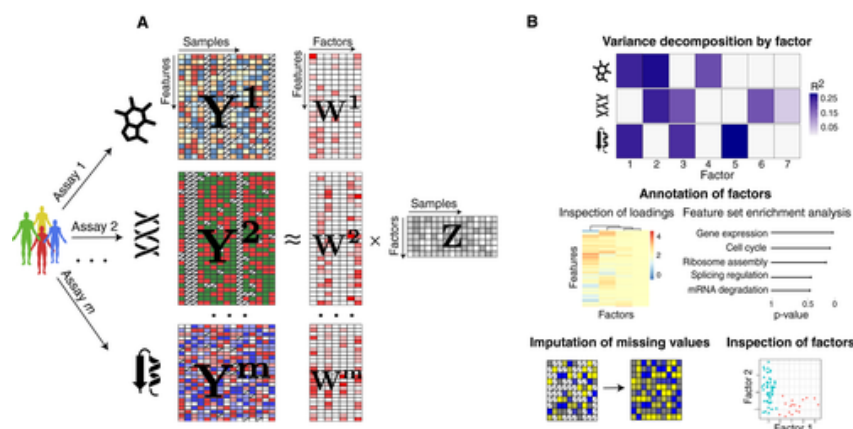 A
Samples
Factors
Features
Features
Y1
W1
Assay 1
Assay 2
. . .
Assay m
Y2
≈
W2
×
Samples
Factors
Z
. . .
. . .
Ym
Wm
B
Variance decomposition by factor
R2
0.25
0.15
0.05
1 2 3 4 5 6 7
Factor
Annotation of factors
Inspection of loadings
Feature set enrichment analysis
Features
4
2
0
Factors
Gene expression
Cell cycle
Ribosome assembly
Splicing regulation
mRNA degradation
1 0.5 0
p-value
Imputation of missing values
Inspection of factors
Factor 2
Factor 1